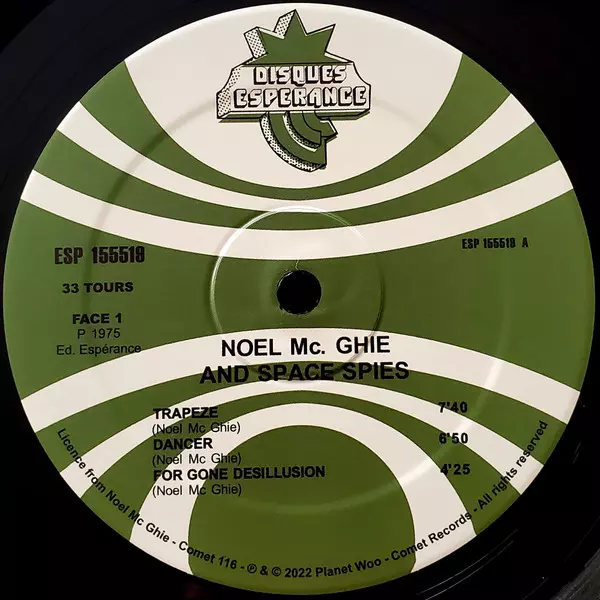 DISQUES
ESPERANCE
ESP 155519
ESP 155519 A
33 TOURS
FACE 1
P 1975
Ed. Espérance
NOEL Mc. GHIE
AND SPACE SPIES
TRAPEZE 7'40
(Noel Mc Ghie)
DANCER 6'50
(Noel Mc Ghie)
FOR GONE DESILLUSION 4'25
(Noel Mc Ghie)
Licence from Noel Mc Ghie - Comet 116 - ℗ & © 2022 Planet Woo - Comet Records - All rights reserved